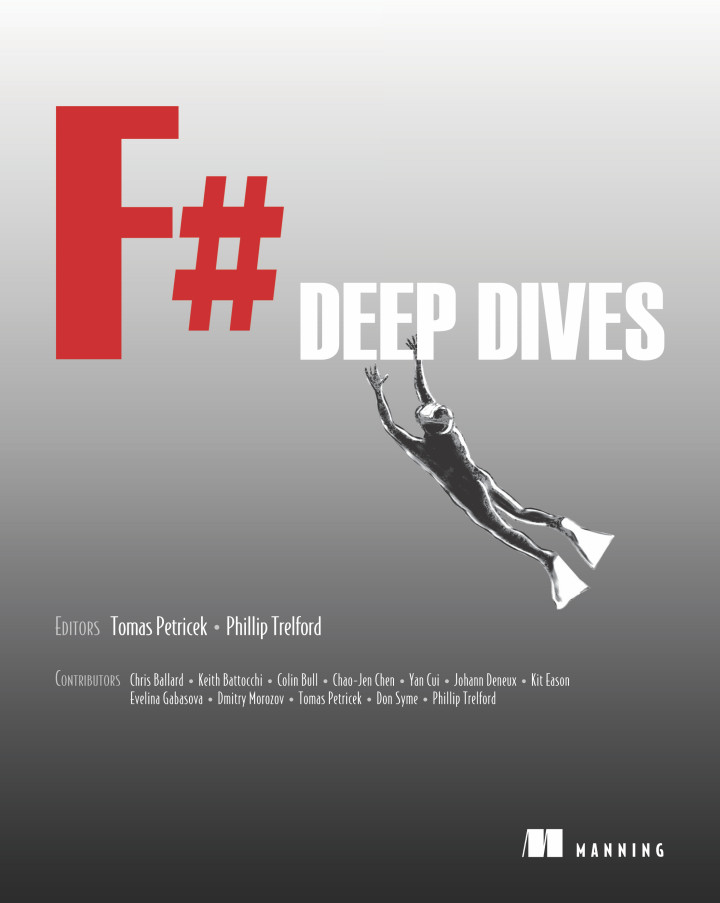 F# DEEP DIVES
EDITORS Tomas Petricek • Phillip Trelford
CONTRIBUTORS Chris Ballard • Keith Battocchi • Colin Bull • Chao-Jen Chen • Yan Cui • Johann Deneux • Kit Eason
Evelina Gabasova • Dmitry Morozov • Tomas Petricek • Don Syme • Phillip Trelford
MANNING